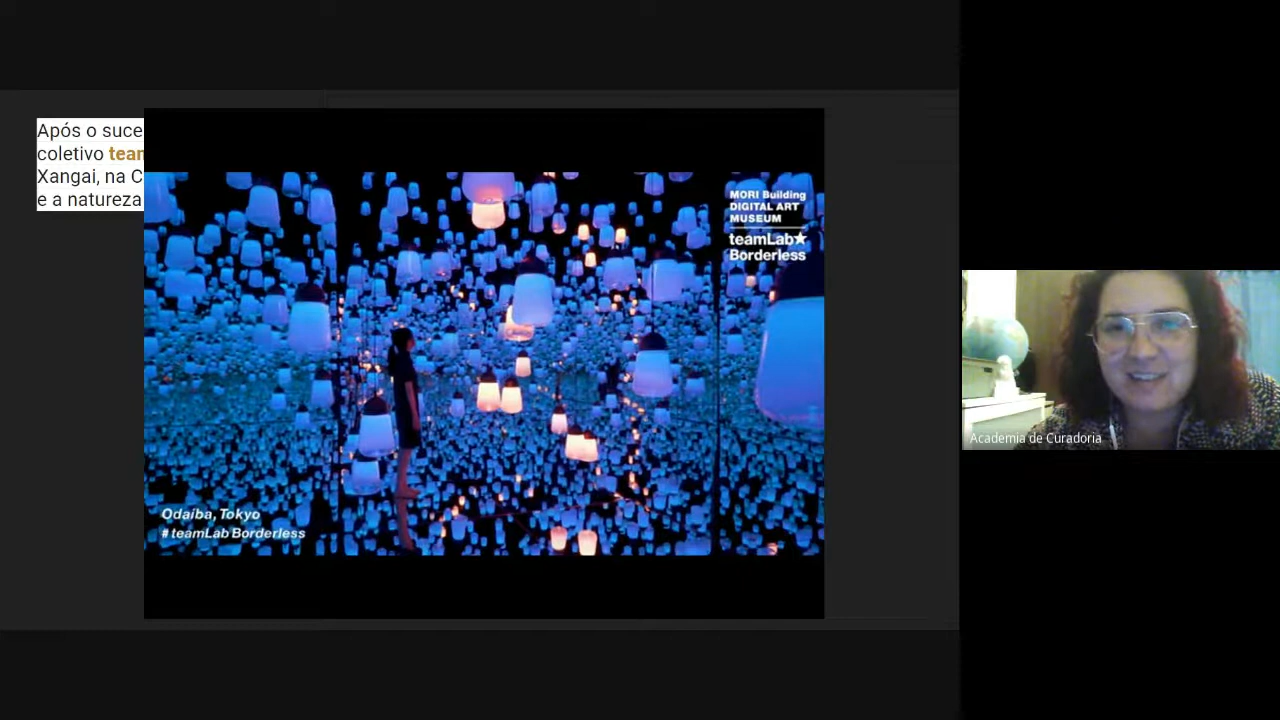 Após o suce
coletivo tean
Xangai, na C
e a natureza
MORI Building
DIGITAL ART
MUSEUM
teamLab★
Borderless
Odaiba, Tokyo
# teamLab Borderless
Academia de Curadoria